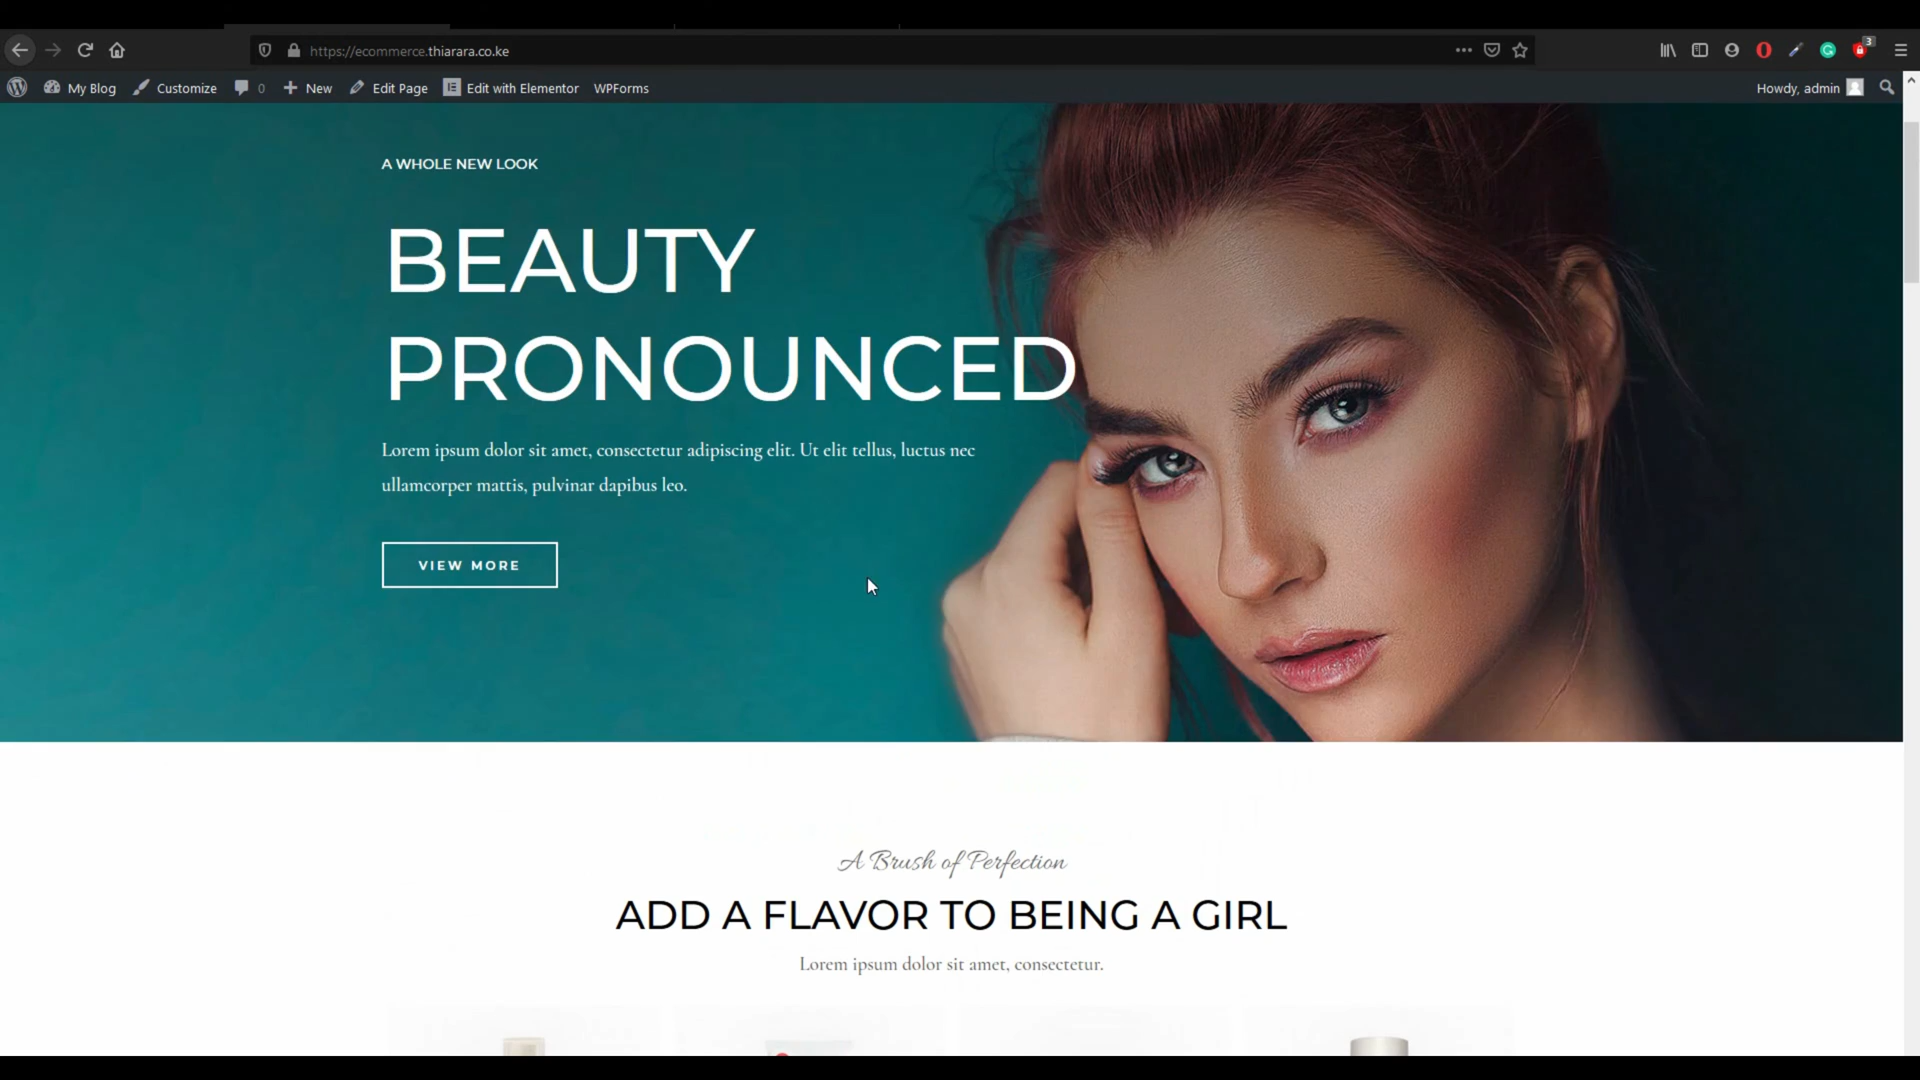 https://ecommerce.thiarara.co.ke
3
My Blog
Customize
0
New
Edit Page
Edit with Elementor
WPForms
Howdy, admin
A WHOLE NEW LOOK
BEAUTY
PRONOUNCED
Lorem ipsum dolor sit amet, consectetur adipiscing elit. Ut elit tellus, luctus nec
ullamcorper mattis, pulvinar dapibus leo.
VIEW MORE
A Brush of Perfection
ADD A FLAVOR TO BEING A GIRL
Lorem ipsum dolor sit amet, consectetur.